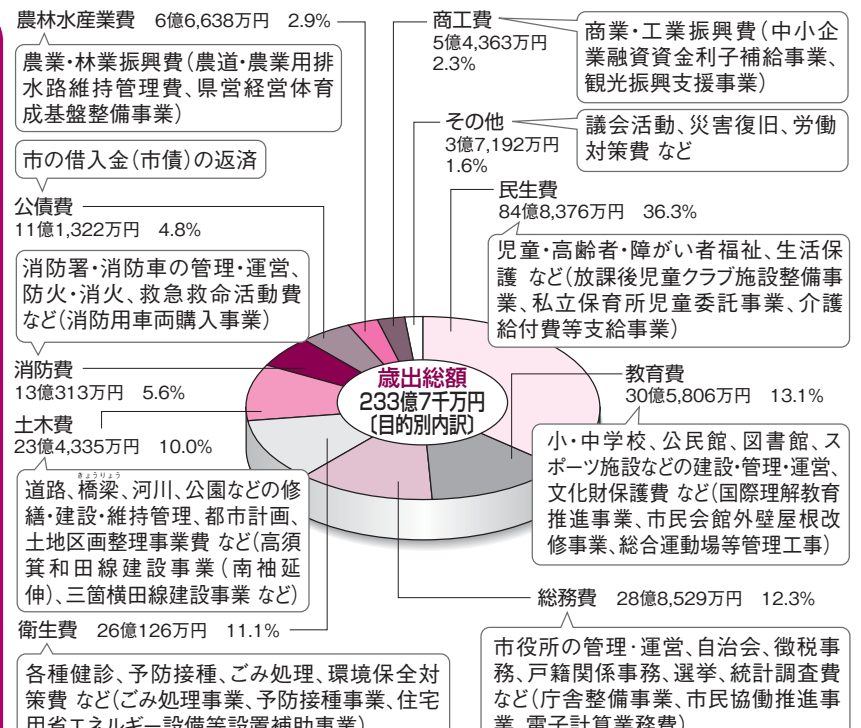 農林水産業費 6億6,638万円 2.9%
農業・林業振興費(農道・農業用排
水路維持管理費、県営経営体育
成基盤整備事業)
市の借入金(市債)の返済
公債費
11億1,322万円 4.8%
消防署・消防車の管理・運営、
防火・消火、救急救命活動費
など(消防用車両購入事業)
消防費
13億313万円 5.6%
土木費
23億4,335万円 10.0%
きょうりょう
道路、橋梁、河川、公園などの修
繕・建設・維持管理、都市計画、
土地区画整理事業費 など(高須
箕和田線建設事業(南袖延
伸)、三箇横田線建設事業 など)
衛生費 26億126万円 11.1%
各種健診、予防接種、ごみ処理、環境保全対
策費 など(ごみ処理事業、予防接種事業、住宅
用省エネルギー設備等設置補助事業)
商工費
5億4,363万円
2.3%
商業・工業振興費(中小企
業融資資金利子補給事業、
観光振興支援事業)
その他
3億7,192万円
1.6%
議会活動、災害復旧、労働
対策費 など
民生費
84億8,376万円 36.3%
児童・高齢者・障がい者福祉、生活保
護 など(放課後児童クラブ施設整備事
業、私立保育所児童委託事業、介護
給付費等支給事業)
歳出総額
233億7千万円
〔目的別内訳〕
教育費
30億5,806万円 13.1%
小・中学校、公民館、図書館、ス
ポーツ施設などの建設・管理・運営、
文化財保護費 など(国際理解教育
推進事業、市民会館外壁屋根改
修事業、総合運動場等管理工事)
総務費 28億8,529万円 12.3%
市役所の管理・運営、自治会、徴税事
務、戸籍関係事務、選挙、統計調査費
など(庁舎整備事業、市民協働推進事
業、電子計算業務費)